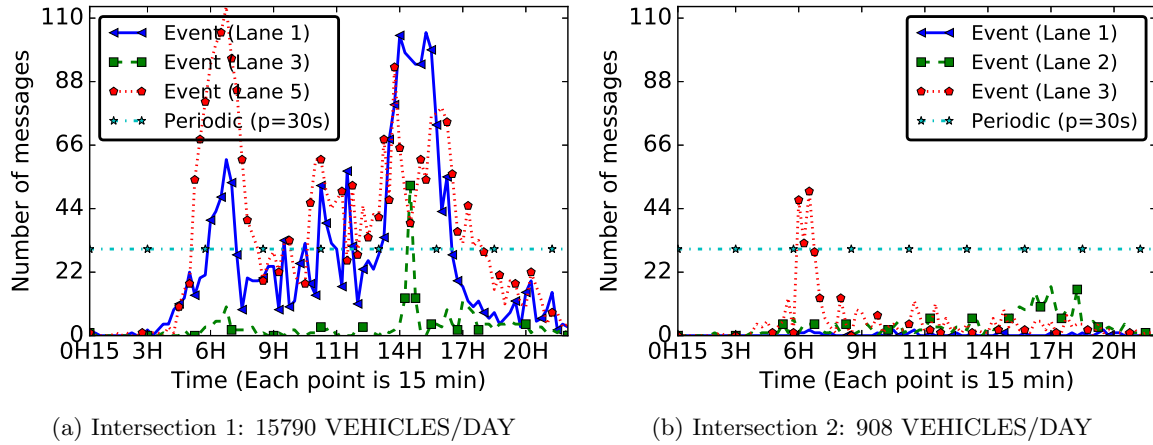 110
88
66
44
22
0
Number of messages
Event (Lane 1)
Event (Lane 3)
Event (Lane 5)
Periodic (p=30s)
0H15 3H 6H 9H 11H 14H 17H 20H
Time (Each point is 15 min)
(a) Intersection 1: 15790 VEHICLES/DAY
110
88
66
44
22
0
Number of messages
Event (Lane 1)
Event (Lane 2)
Event (Lane 3)
Periodic (p=30s)
0H15 3H 6H 9H 11H 14H 17H 20H
Time (Each point is 15 min)
(b) Intersection 2: 908 VEHICLES/DAY